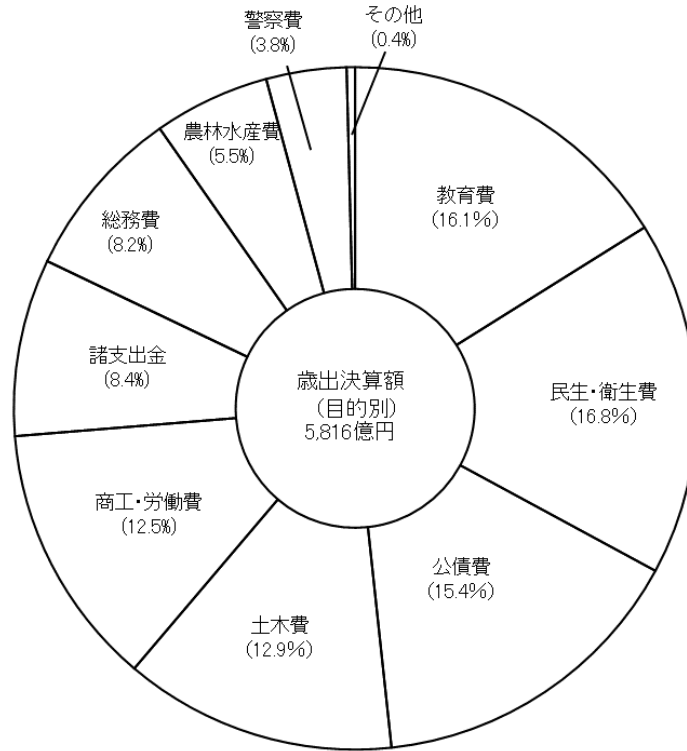 警察費
(3.8%)
その他
(0.4%)
農林水産費
(5.5%)
教育費
(16.1%)
総務費
(8.2%)
諸支出金
(8.4%)
歳出決算額
(目的別)
5,816億円
民生・衛生費
(16.8%)
商工・労働費
(12.5%)
公債費
(15.4%)
土木費
(12.9%)